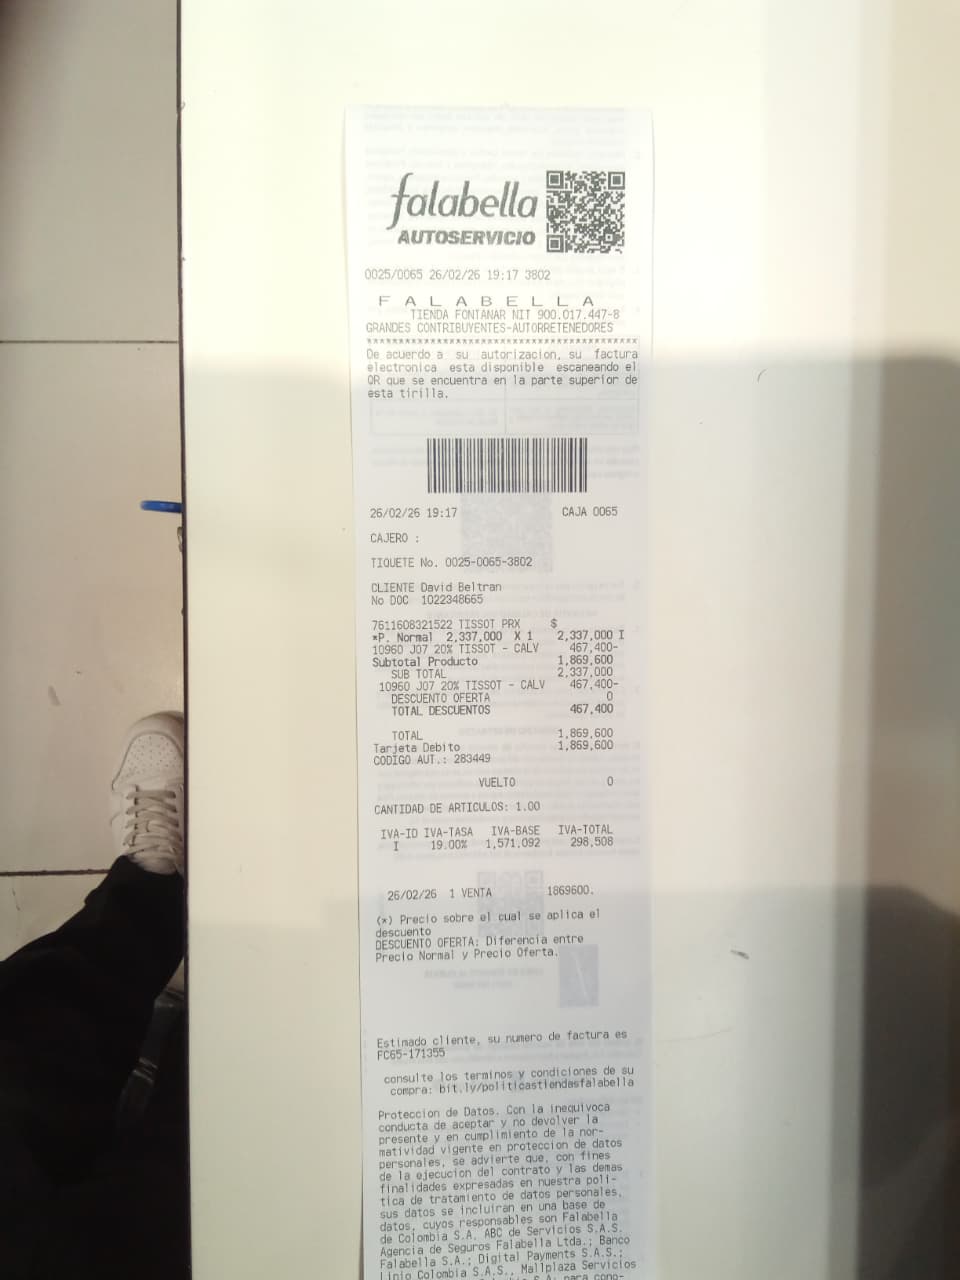 falabella
AUTOSERVICIO
0025/0065 26/02/26 19:17 3802
F A L A B E L L A
TIENDA FONTANAR NIT 900.017.447-8
GRANDES CONTRIBUYENTES-AUTORRETENEDORES
****************************************
De acuerdo a su autorizacion, su factura
electronica esta disponible escaneando el
QR que se encuentra en la parte superior de
esta tirilla.
26/02/26 19:17 CAJA 0065
CAJERO :
TIQUETE No. 0025-0065-3802
CLIENTE David Beltran
No DOC 1022348665
7611608321522 TISSOT PRX $
*P. Normal 2,337,000 X 1 2,337,000 I
10960 J07 20% TISSOT - CALV 467,400-
Subtotal Producto 1,869,600
SUB TOTAL 2,337,000
10960 J07 20% TISSOT - CALV 467,400-
DESCUENTO OFERTA 0
TOTAL DESCUENTOS 467,400
TOTAL 1,869,600
Tarjeta Debito 1,869,600
CODIGO AUT.: 283449
VUELTO 0
CANTIDAD DE ARTICULOS: 1.00
IVA-ID IVA-TASA IVA-BASE IVA-TOTAL
I 19.00% 1,571,092 298,508
26/02/26 1 VENTA 1869600.
(*) Precio sobre el cual se aplica el
descuento
DESCUENTO OFERTA: Diferencia entre
Precio Normal y Precio Oferta.
Estimado cliente, su numero de factura es
FC65-171355
consulte los terminos y condiciones de su
compra: bit.ly/politicastiendasfalabella
Proteccion de Datos. Con la inequivoca
conducta de aceptar y no devolver la
presente y en cumplimiento de la nor-
matividad vigente en proteccion de datos
personales, se advierte que, con fines
de la ejecucion del contrato y las demas
finalidades expresadas en nuestra poli-
tica de tratamiento de datos personales,
sus datos se incluiran en una base de
datos, cuyos responsables son Falabella
de Colombia S.A. ABC de Servicios S.A.S.
Agencia de Seguros Falabella Ltda.; Banco
Falabella S.A.; Digital Payments S.A.S.;
Linio Colombia S.A.S., Mallplaza Servicios